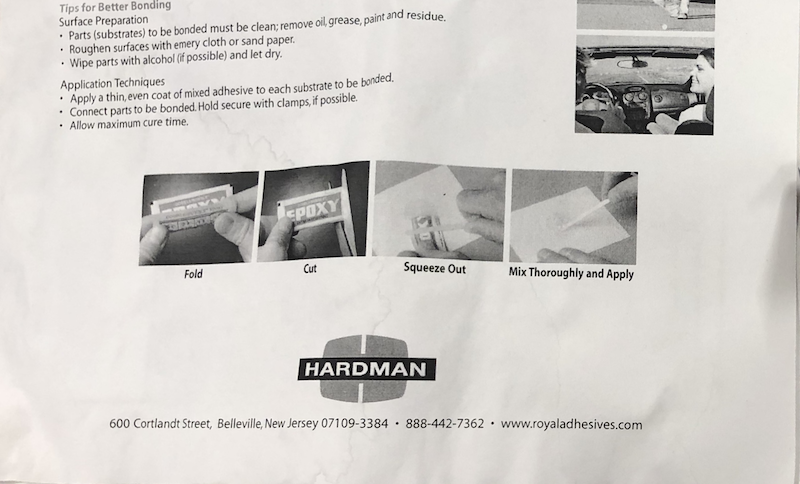 Tips for Better Bonding
Surface Preparation
• Parts (substrates) to be bonded must be clean; remove oil, grease, paint and residue.
• Roughen surfaces with emery cloth or sand paper.
• Wipe parts with alcohol (if possible) and let dry.
Application Techniques
• Apply a thin, even coat of mixed adhesive to each substrate to be bonded.
• Connect parts to be bonded. Hold secure with clamps, if possible.
• Allow maximum cure time.
EPOXY
EPOXY
Fold
Cut
Squeeze Out
Mix Thoroughly and Apply
HARDMAN
600 Cortlandt Street, Belleville, New Jersey 07109-3384 • 888-442-7362 • www.royaladhesives.com